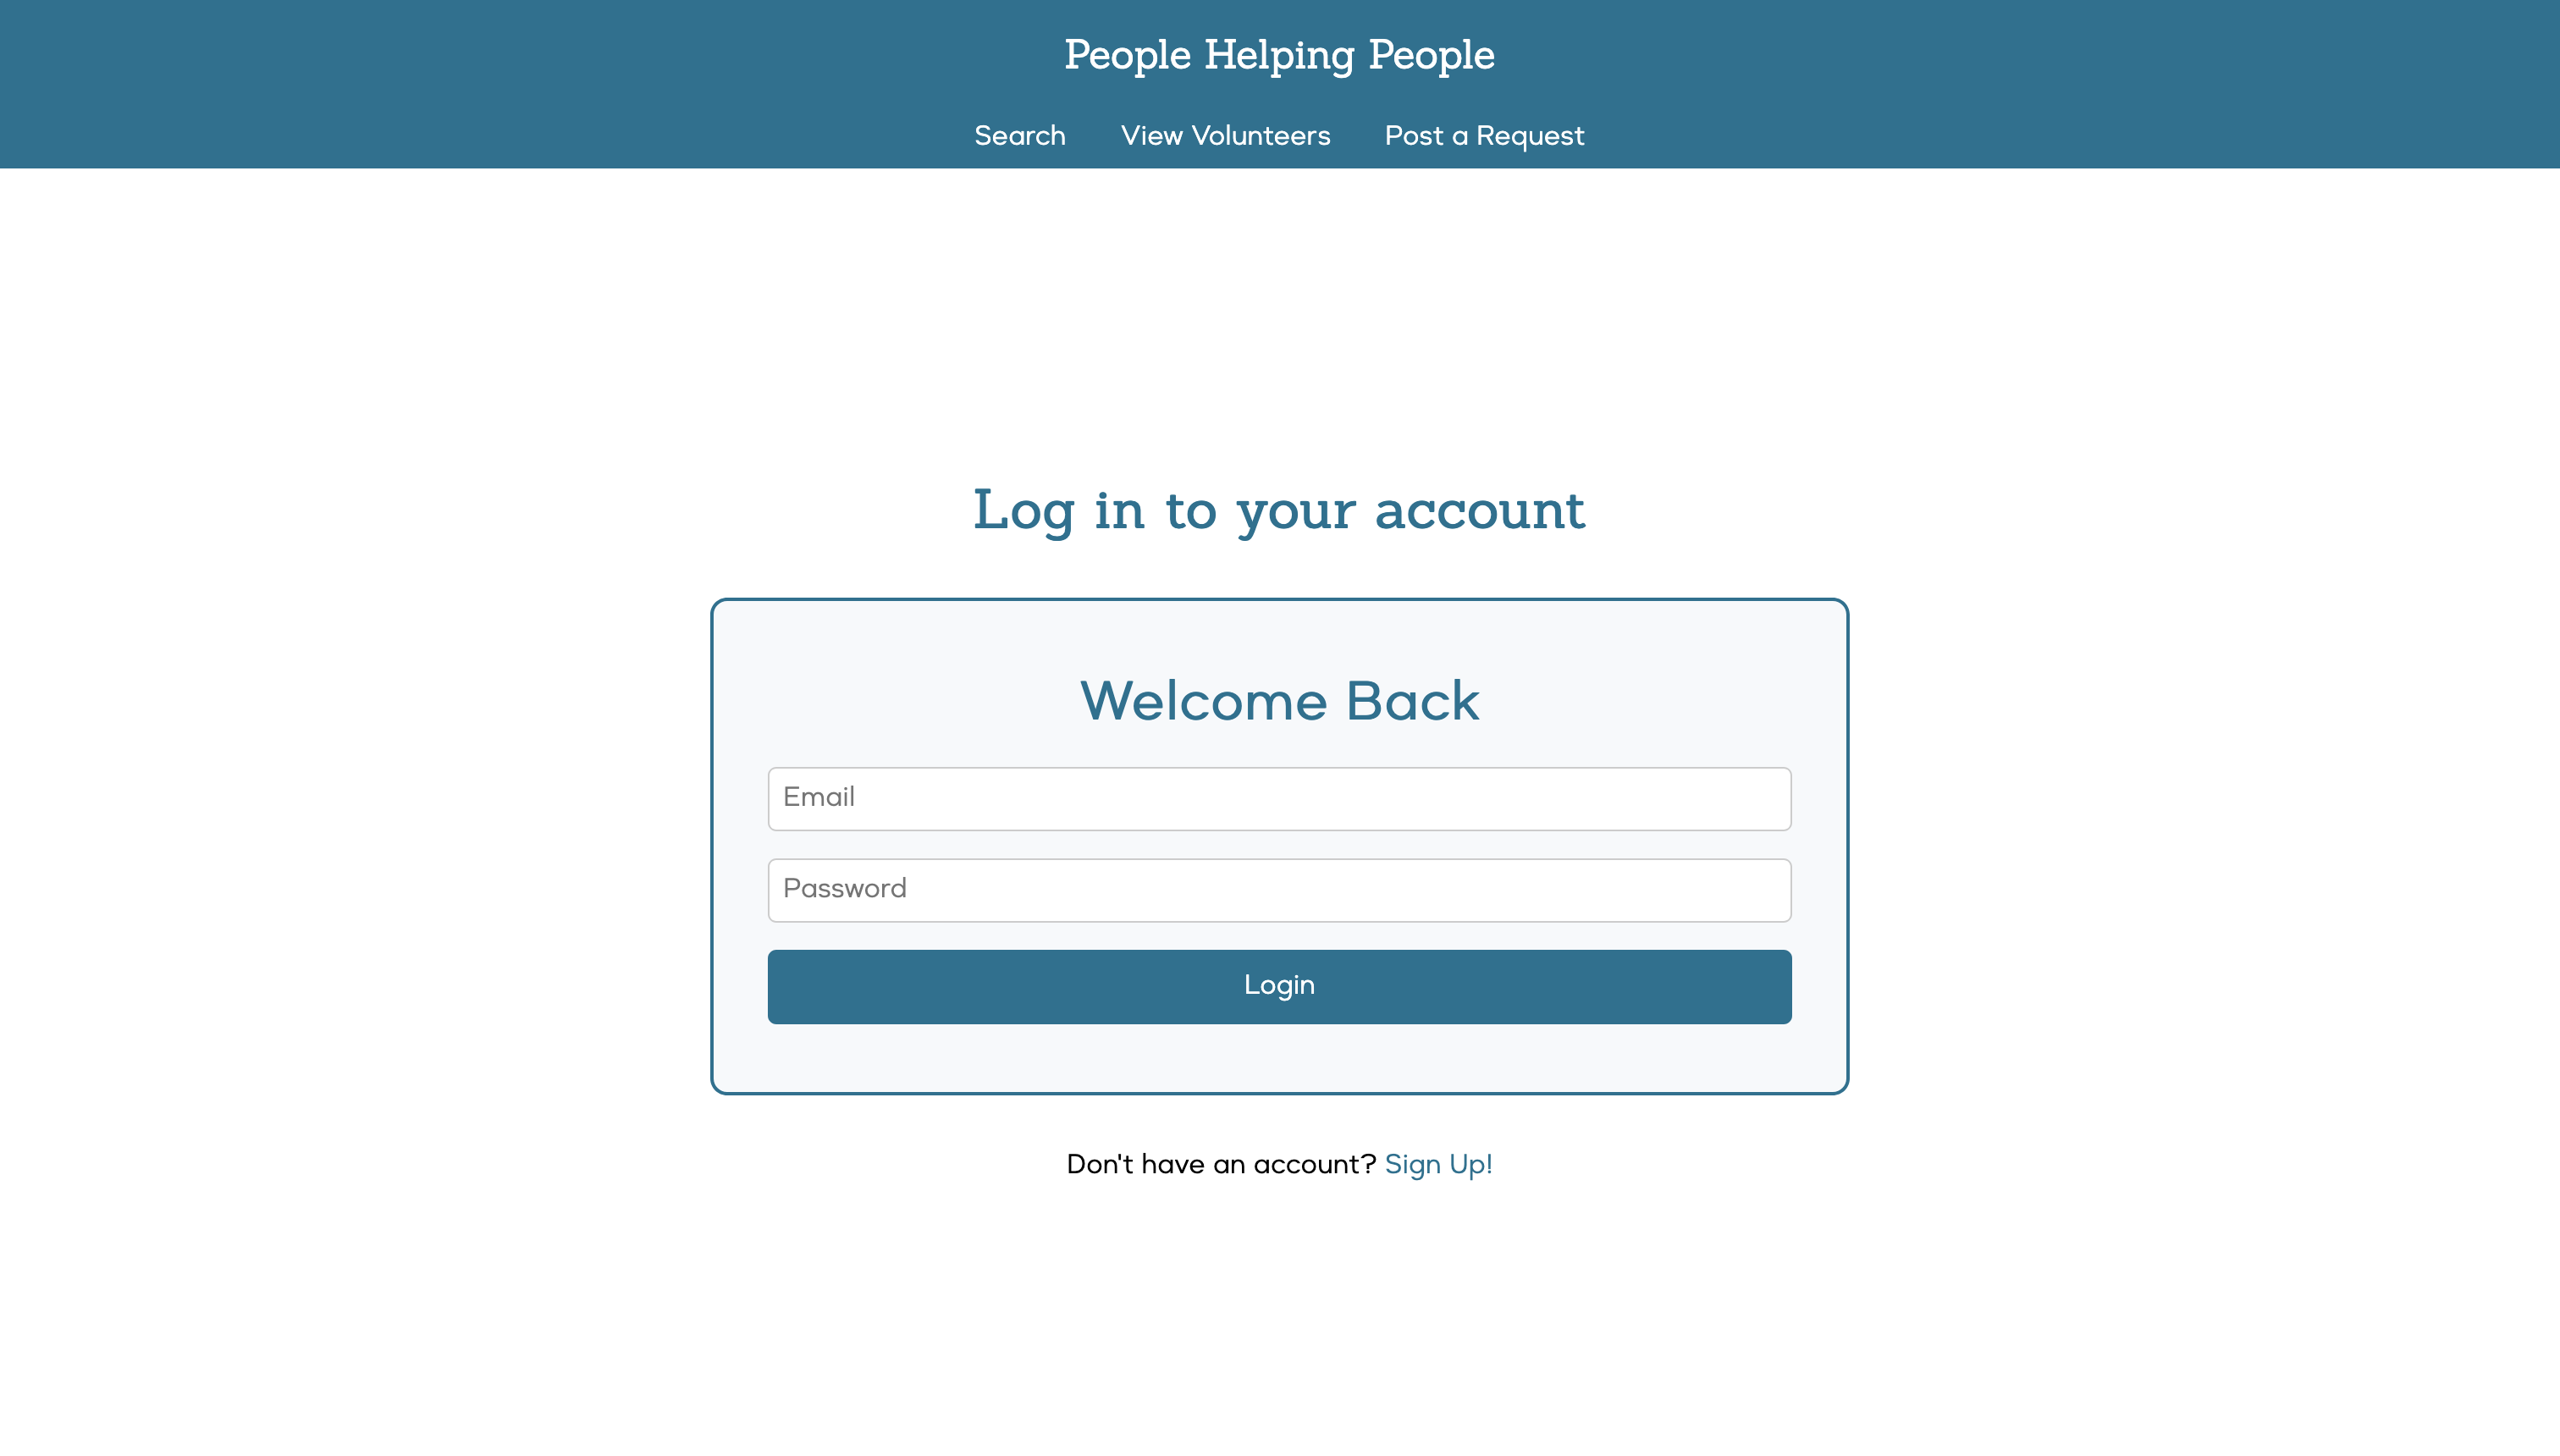 People Helping People
Search View Volunteers Post a Request
Log in to your account
Welcome Back
Email
Password
Login
Don't have an account? Sign Up!